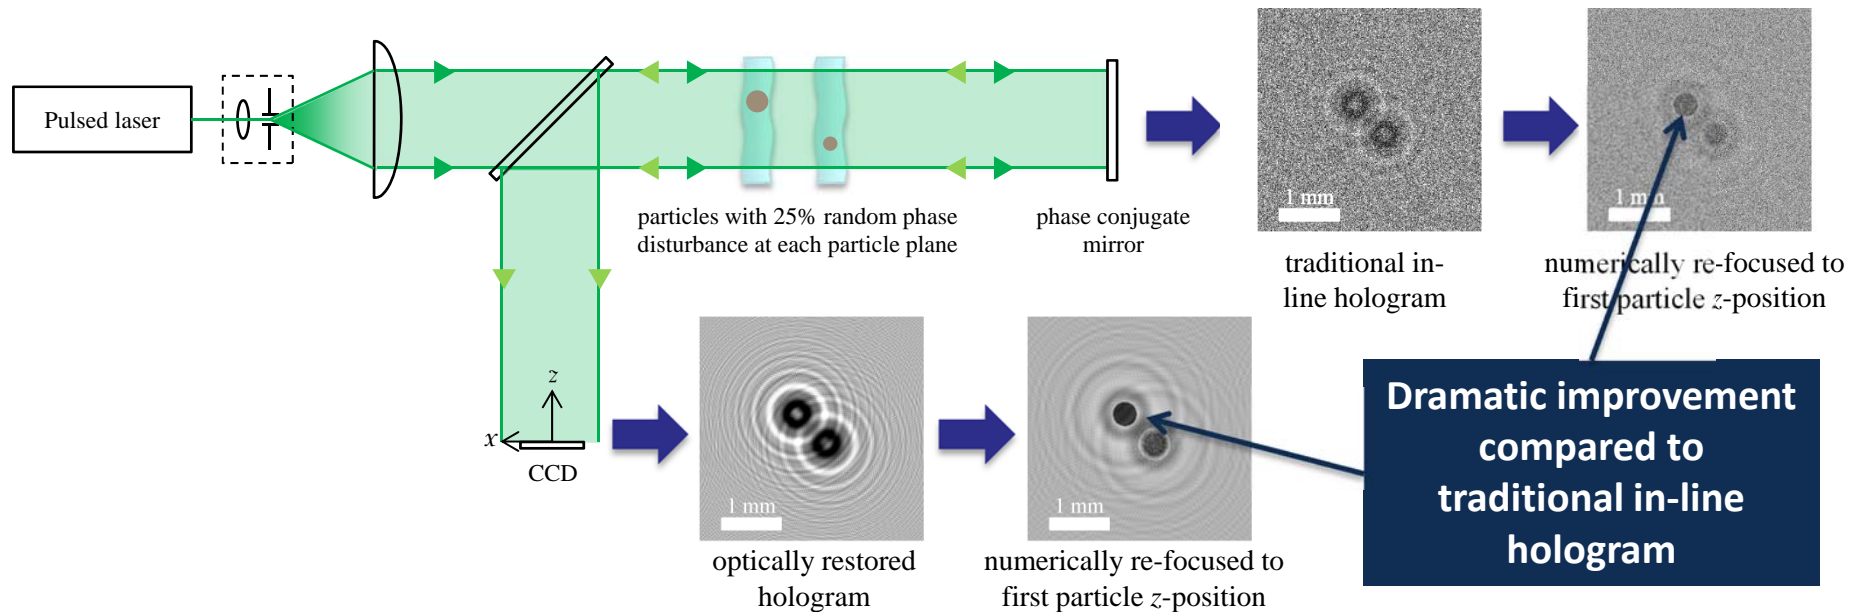 Pulsed laser
particles with 25% random phase
disturbance at each particle plane
phase conjugate
mirror
1 mm
traditional in-
line hologram
1 mm
numerically re-focused to
first particle z-position
z
x
CCD
1 mm
optically restored
hologram
1 mm
numerically re-focused to
first particle z-position
Dramatic improvement
compared to
traditional in-line
hologram